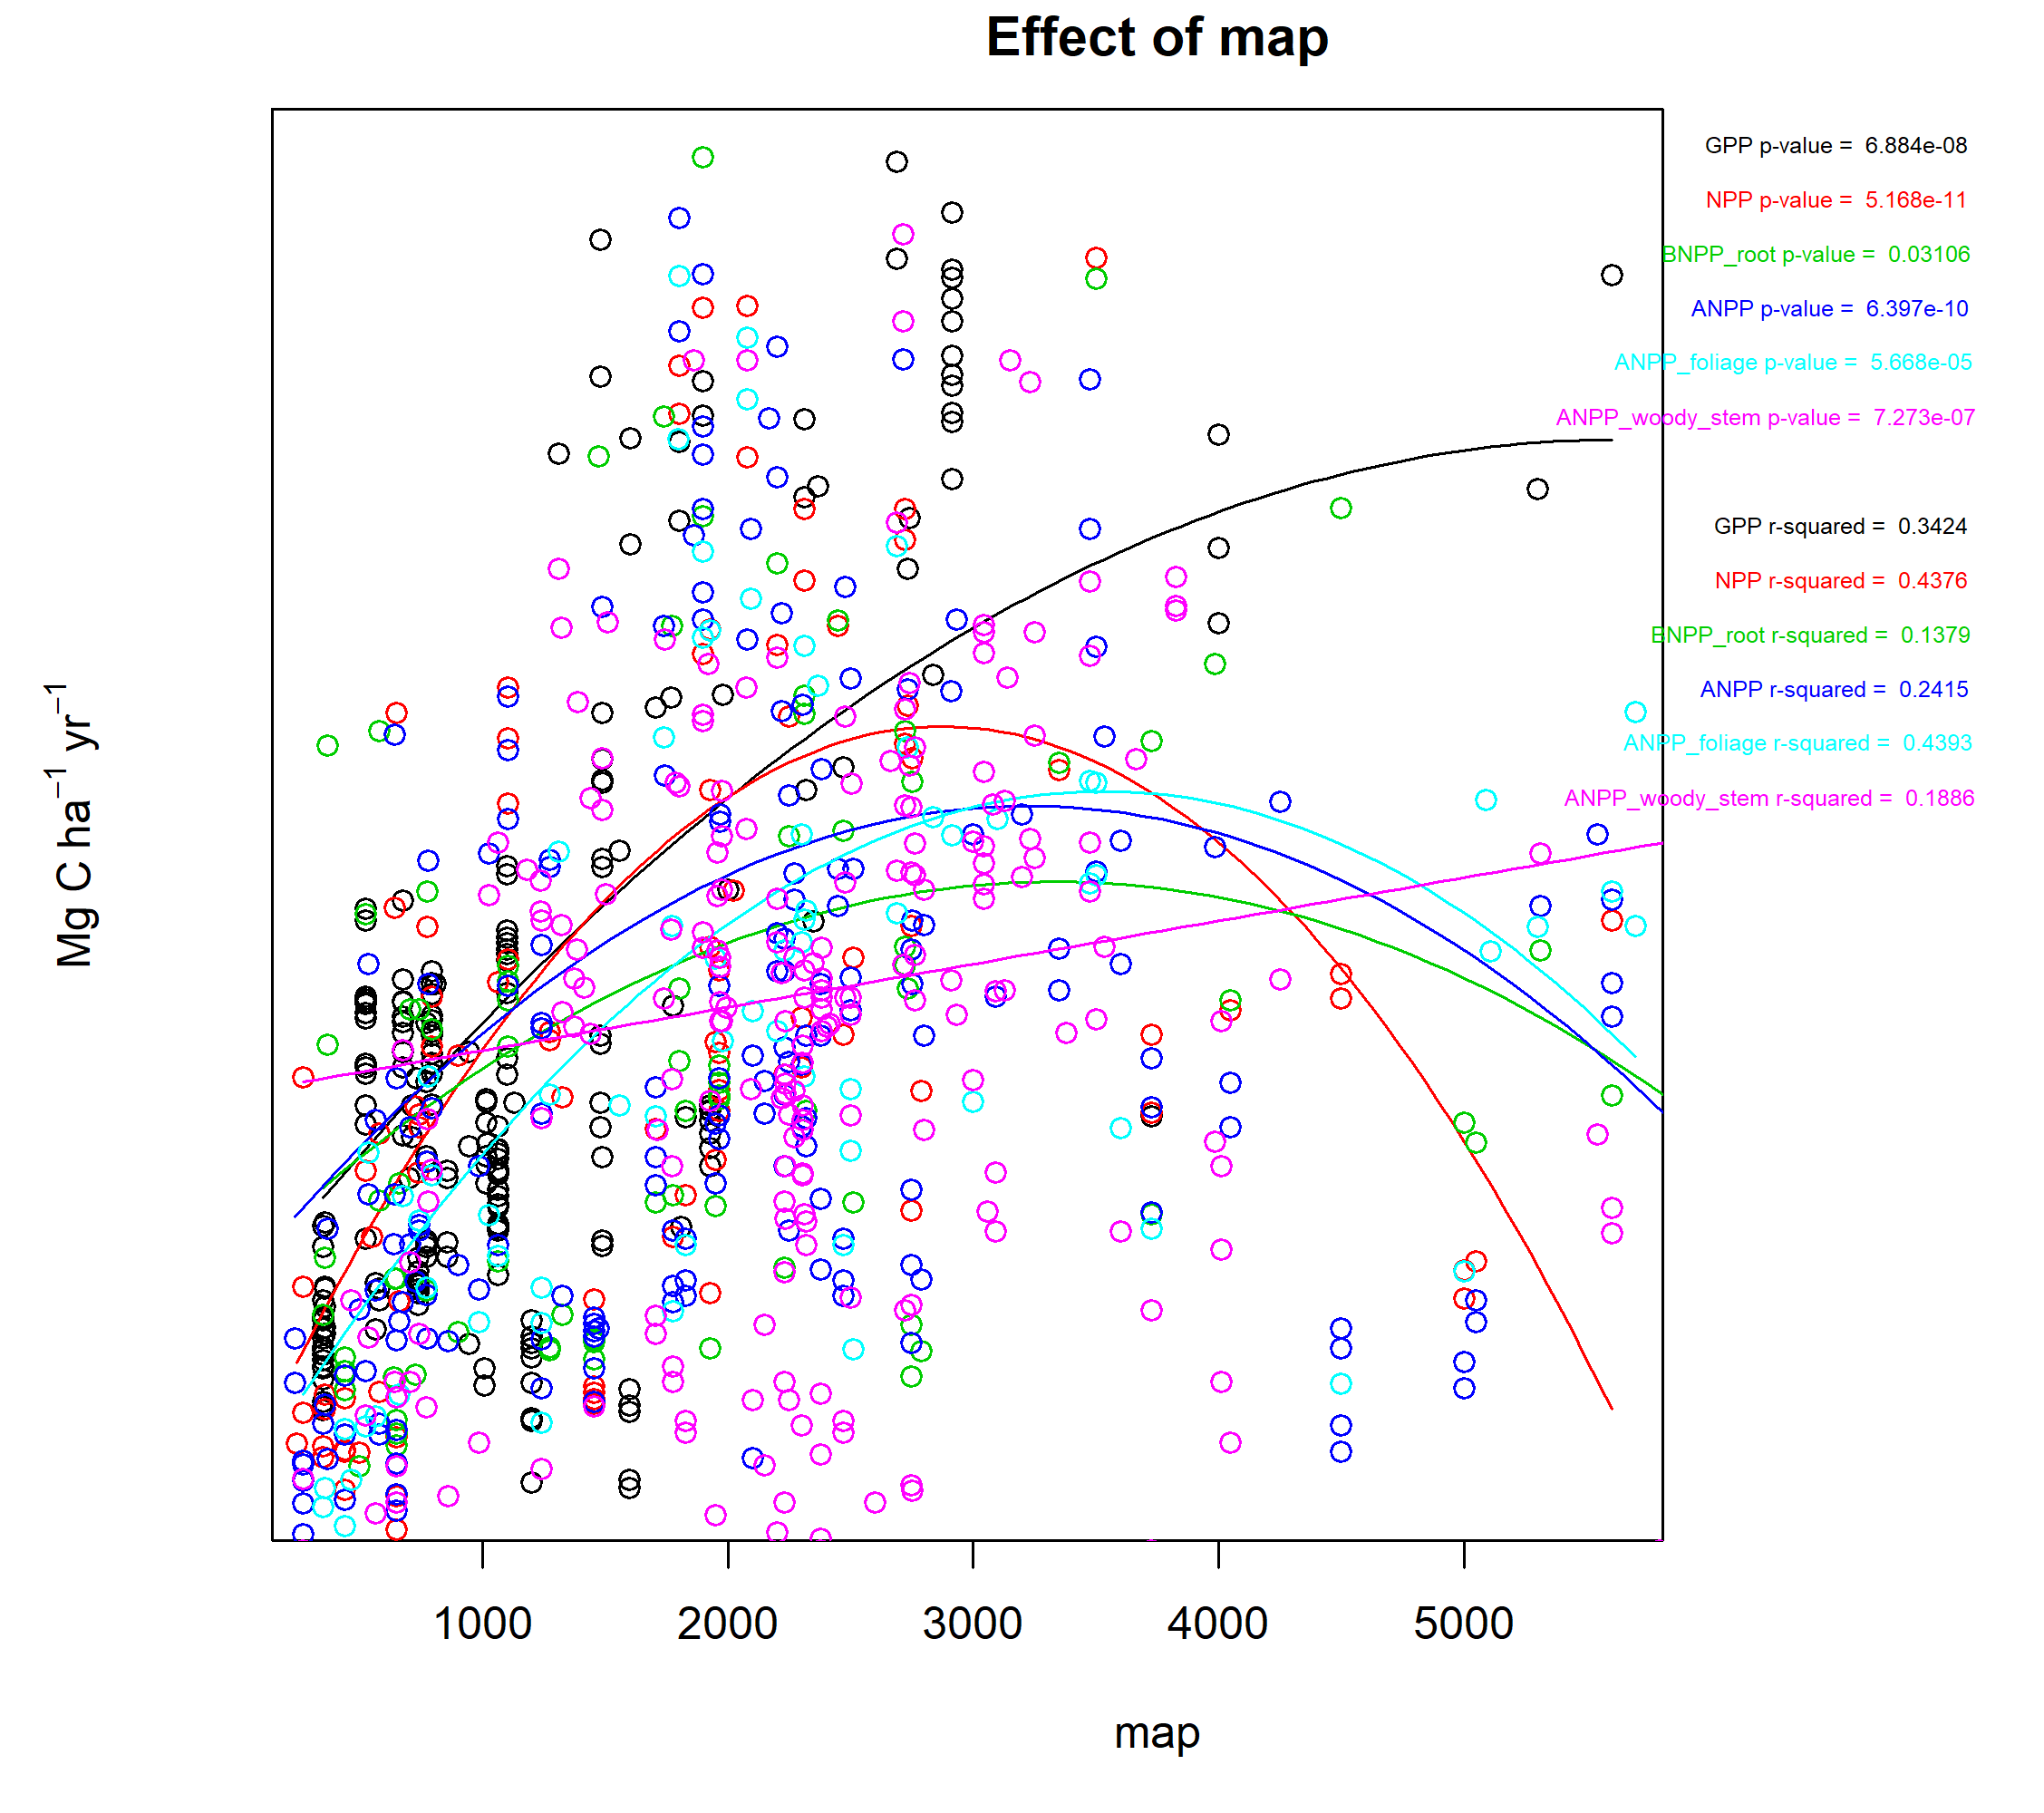 Effect of map
GPP p-value = 6.884e-08
NPP p-value = 5.168e-11
BNPP_root p-value = 0.03106
ANPP p-value = 6.397e-10
ANPP_foliage p-value = 5.668e-05
ANPP_woody_stem p-value = 7.273e-07
GPP r-squared = 0.3424
NPP r-squared = 0.4376
BNPP_root r-squared = 0.1379
ANPP r-squared = 0.2415
ANPP_foliage r-squared = 0.4393
ANPP_woody_stem r-squared = 0.1886
Mg C ha⁻¹ yr⁻¹
1000 2000 3000 4000 5000
map